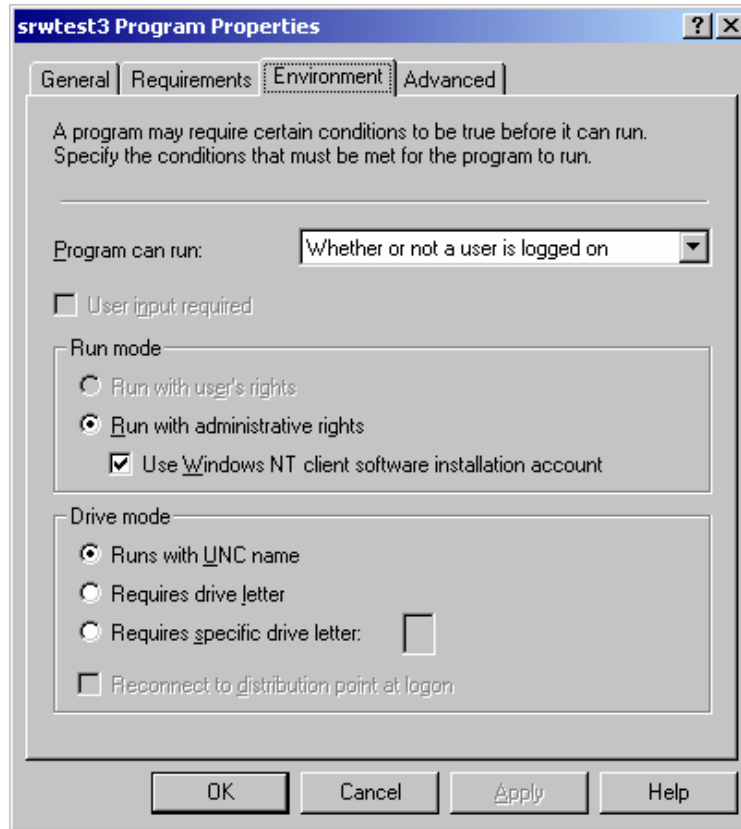 srwtest3 Program Properties
General Requirements Environment Advanced
A program may require certain conditions to be true before it can run.
Specify the conditions that must be met for the program to run.
Program can run: Whether or not a user is logged on
User input required
Run mode
Run with user's rights
Run with administrative rights
Use Windows NT client software installation account
Drive mode
Runs with UNC name
Requires drive letter
Requires specific drive letter:
Reconnect to distribution point at logon
OK Cancel Apply Help